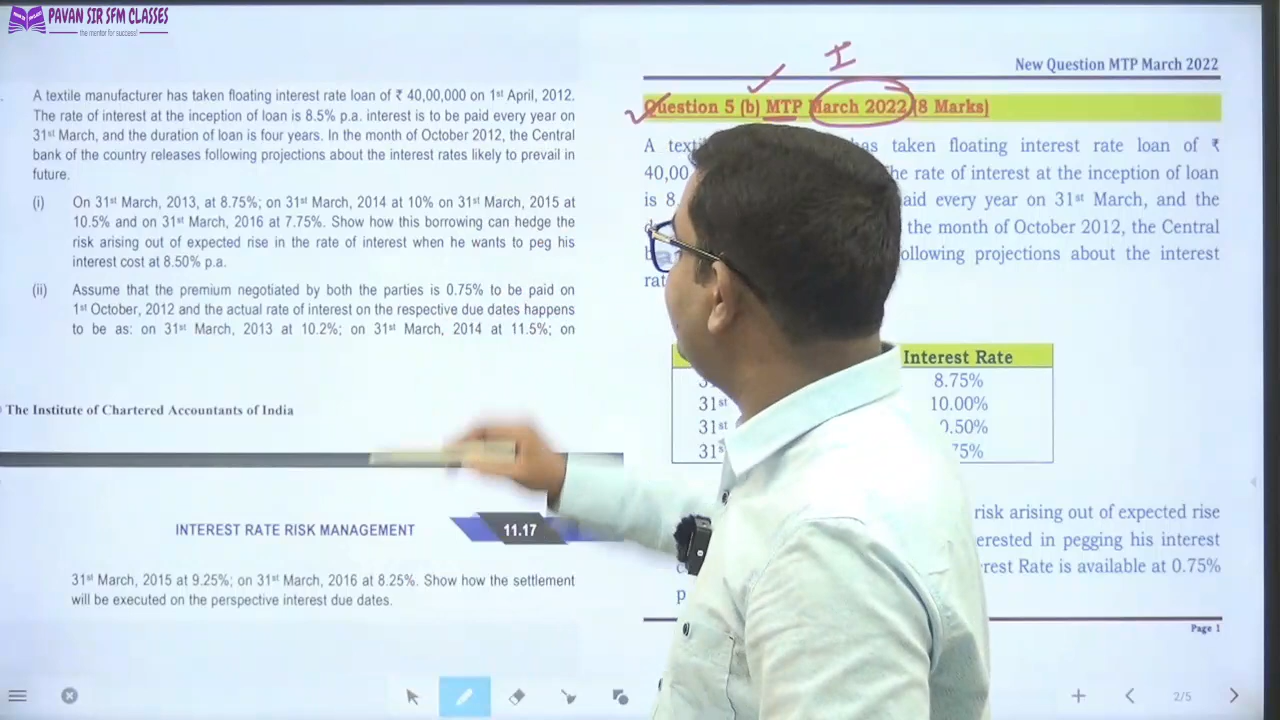 PAVAN SIR SFM CLASSES
the mentor for success!
A textile manufacturer has taken floating interest rate loan of ₹ 40,00,000 on 1st April, 2012.
The rate of interest at the inception of loan is 8.5% p.a. interest is to be paid every year on
31st March, and the duration of loan is four years. In the month of October 2012, the Central
bank of the country releases following projections about the interest rates likely to prevail in
future.
(i) On 31st March, 2013, at 8.75%; on 31st March, 2014 at 10% on 31st March, 2015 at
10.5% and on 31st March, 2016 at 7.75%. Show how this borrowing can hedge the
risk arising out of expected rise in the rate of interest when he wants to peg his
interest cost at 8.50% p.a.
(ii) Assume that the premium negotiated by both the parties is 0.75% to be paid on
1st October, 2012 and the actual rate of interest on the respective due dates happens
to be as: on 31st March, 2013 at 10.2%; on 31st March, 2014 at 11.5%; on
The Institute of Chartered Accountants of India
INTEREST RATE RISK MANAGEMENT 11.17
31st March, 2015 at 9.25%; on 31st March, 2016 at 8.25%. Show how the settlement
will be executed on the perspective interest due dates.
I
New Question MTP March 2022
Question 5 (b) MTP March 2022 (8 Marks)
A has taken floating interest rate loan of ₹
40,00 rate of interest at the inception of loan
is 8. every year on 31st March, and the
the month of October 2012, the Central
following projections about the interest
Interest Rate
8.75%
31st 10.00%
31st
risk arising out of expected rise
in pegging his interest
Rate is available at 0.75%
p
Page 1
2/5